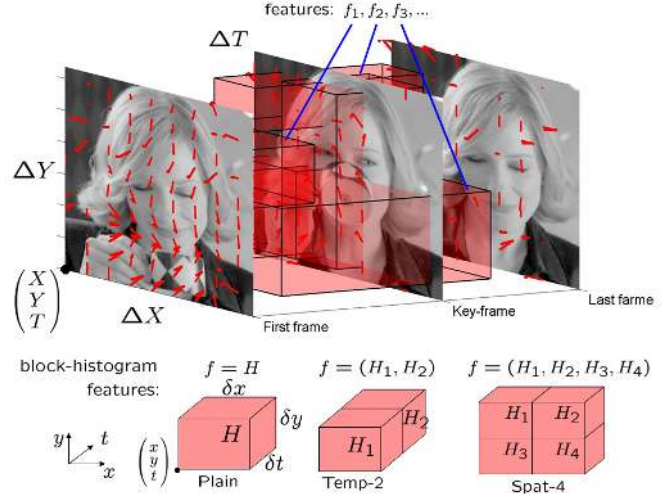 features: f₁, f₂, f₃, ...
ΔT
ΔY
(X Y T)
ΔX
First frame
Key-frame
Last farme
block-histogram
features:
f = H
f = (H₁, H₂)
f = (H₁, H₂, H₃, H₄)
δx
δy
δt
H
H₁
H₂
H₁
H₂
H₃
H₄
y
t
x
(x y t)
Plain
Temp-2
Spat-4